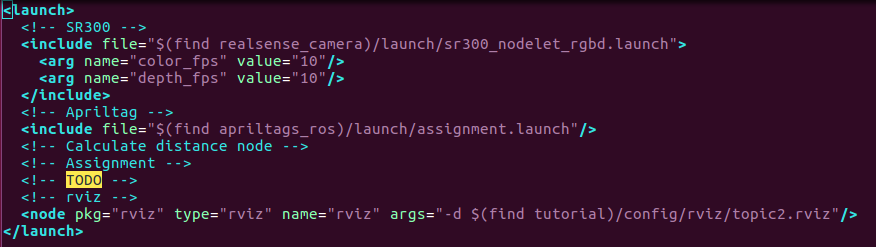 <launch>
  <!-- SR300 -->
  <include file="$(find realsense_camera)/launch/sr300_nodelet_rgbd.launch">
    <arg name="color_fps" value="10"/>
    <arg name="depth_fps" value="10"/>
  </include>
  <!-- Apriltag -->
  <include file="$(find apriltags_ros)/launch/assignment.launch"/>
  <!-- Calculate distance node -->
  <!-- Assignment -->
  <!-- TODO -->
  <!-- rviz -->
  <node pkg="rviz" type="rviz" name="rviz" args="-d $(find tutorial)/config/rviz/topic2.rviz"/>
</launch>